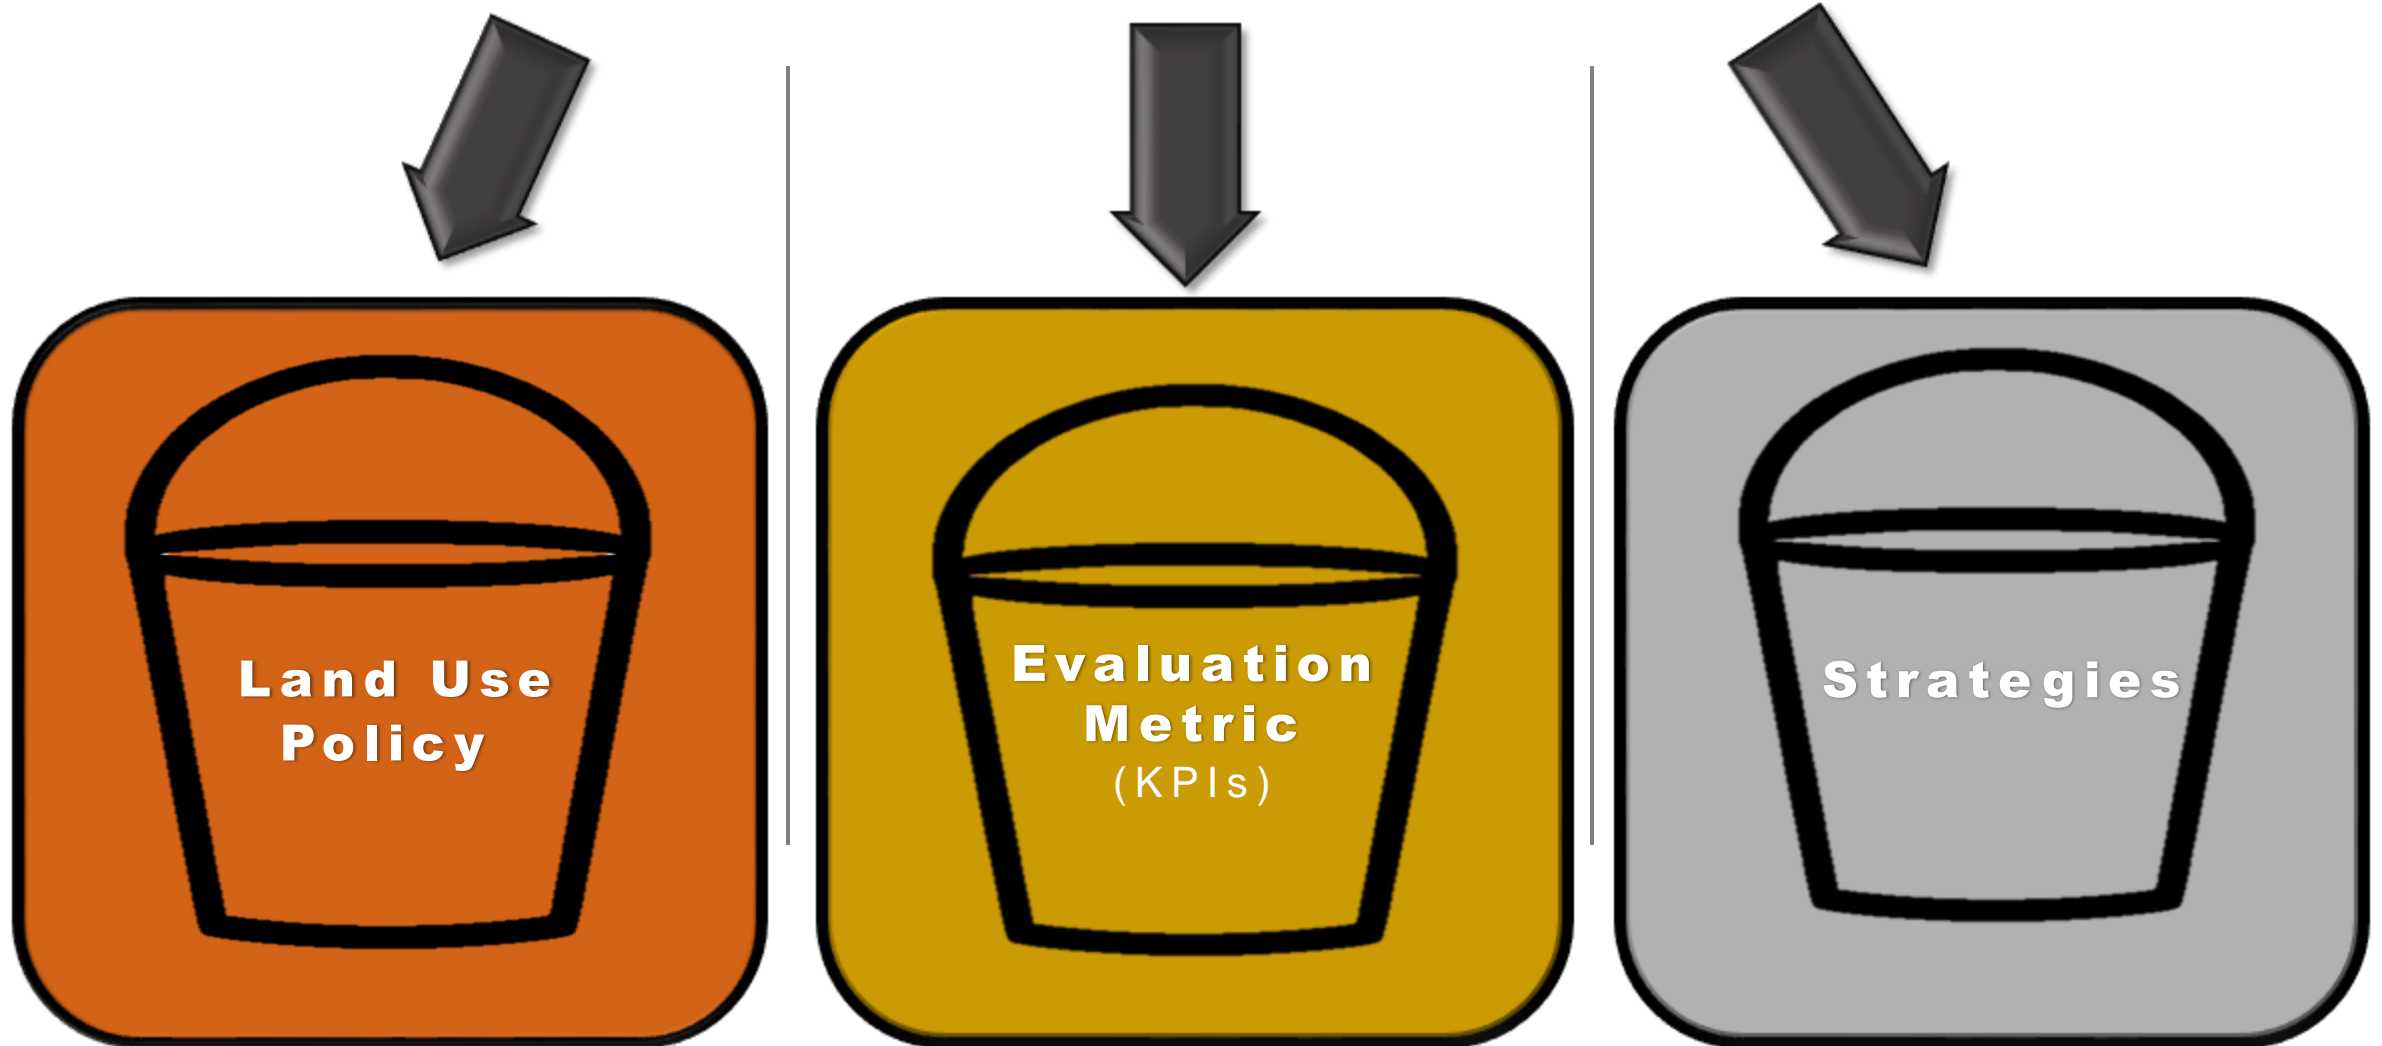 Land Use
Policy
Evaluation
Metric
(KPIs)
Strategies